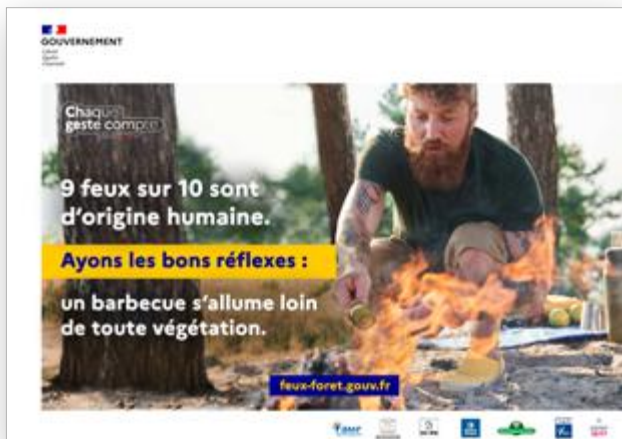 GOUVERNEMENT
Chaque
geste compte
9 feux sur 10 sont
d'origine humaine.
Ayons les bons réflexes :
un barbecue s'allume loin
de toute végétation.
feux-foret.gouv.fr